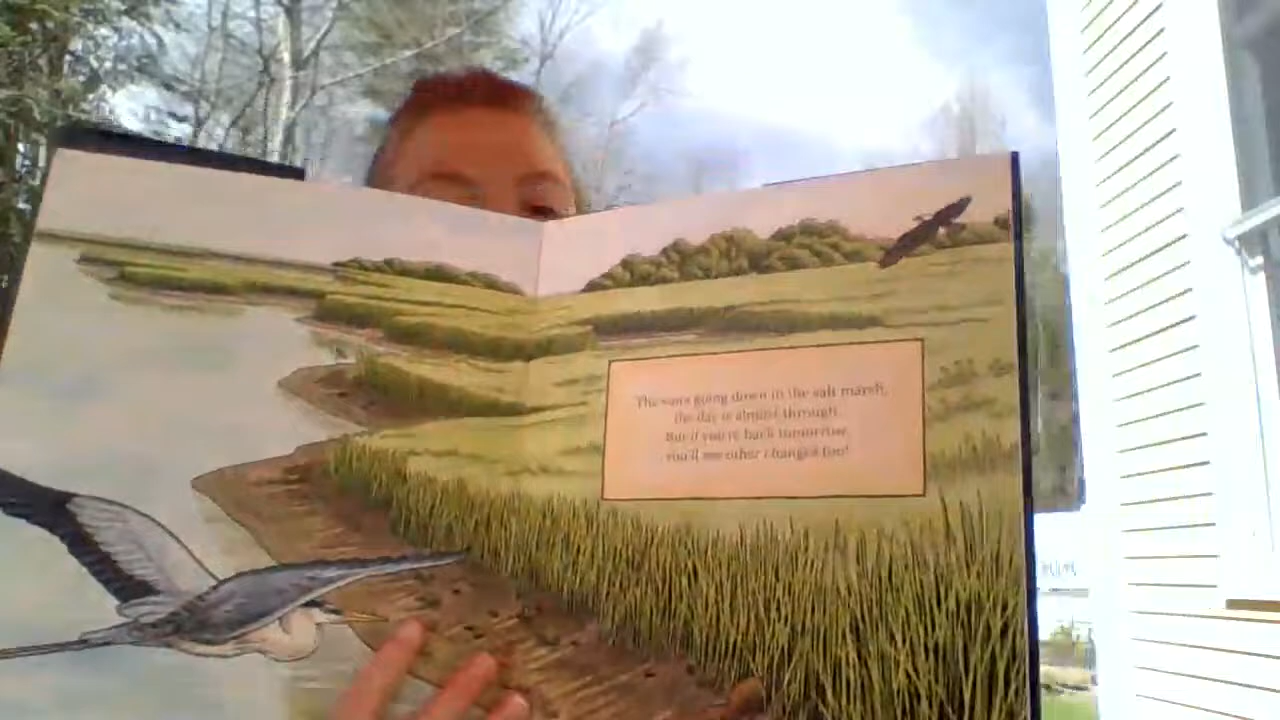 The sun's going down in the salt marsh,
the day is almost through.
But if you're back tomorrow,
you'll see other changes too!